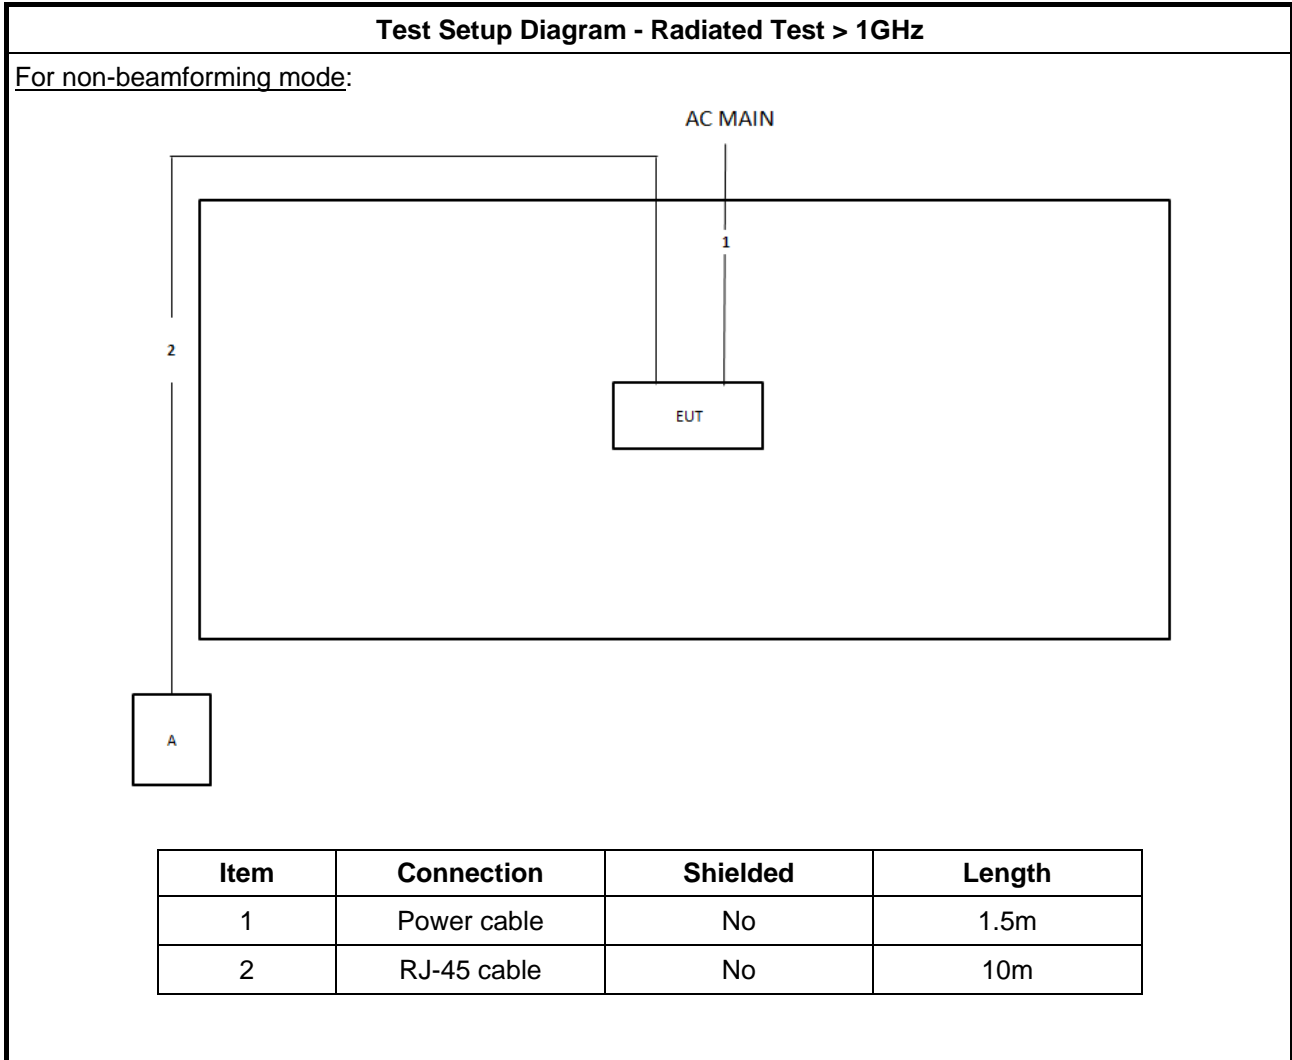 Test Setup Diagram - Radiated Test > 1GHz
For non-beamforming mode:
AC MAIN
1
2
EUT
A
Item Connection Shielded Length
1 Power cable No 1.5m
2 RJ-45 cable No 10m